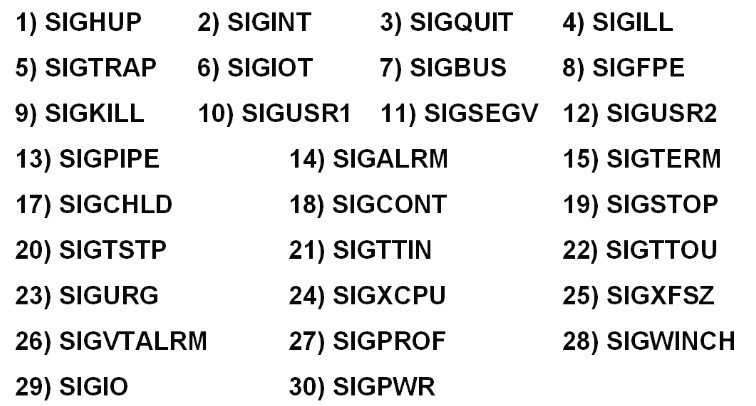 1) SIGHUP 2) SIGINT 3) SIGQUIT 4) SIGILL
5) SIGTRAP 6) SIGIOT 7) SIGBUS 8) SIGFPE
9) SIGKILL 10) SIGUSR1 11) SIGSEGV 12) SIGUSR2
13) SIGPIPE 14) SIGALRM 15) SIGTERM
17) SIGCHLD 18) SIGCONT 19) SIGSTOP
20) SIGTSTP 21) SIGTTIN 22) SIGTTOU
23) SIGURG 24) SIGXCPU 25) SIGXFSZ
26) SIGVTALRM 27) SIGPROF 28) SIGWINCH
29) SIGIO 30) SIGPWR